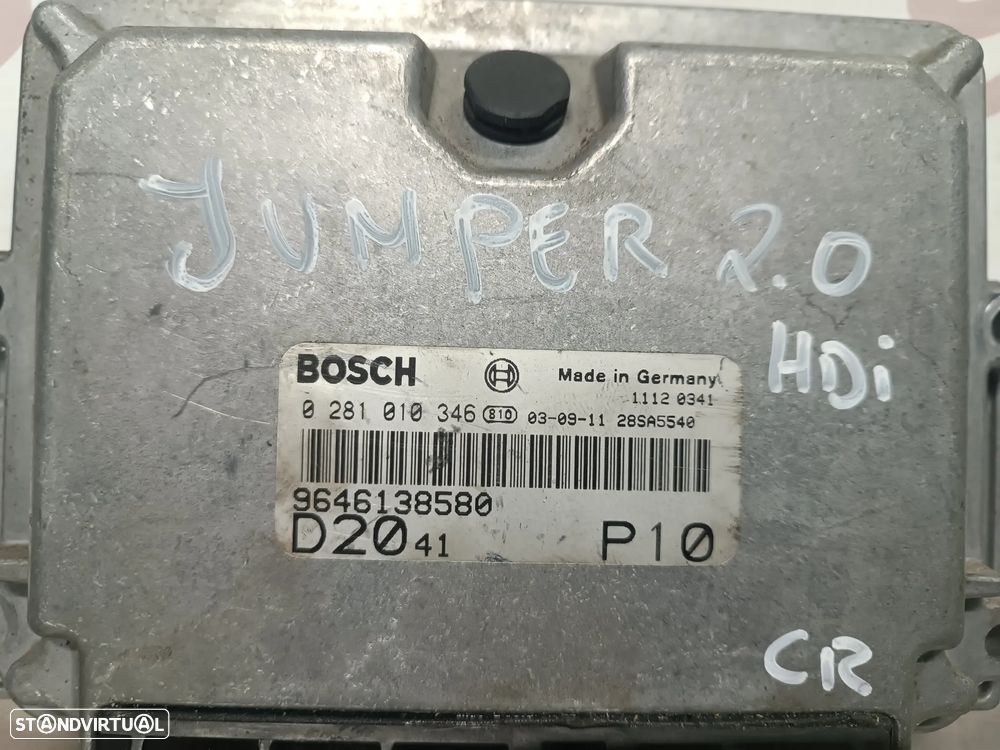 JUMPER 2.0
HDi
BOSCH
Made in Germany
1112 0341
0 281 010 346 S10 03-09-11 28SA5540
9646138580
D20 41 P10
CR
STANDVIRTUAL